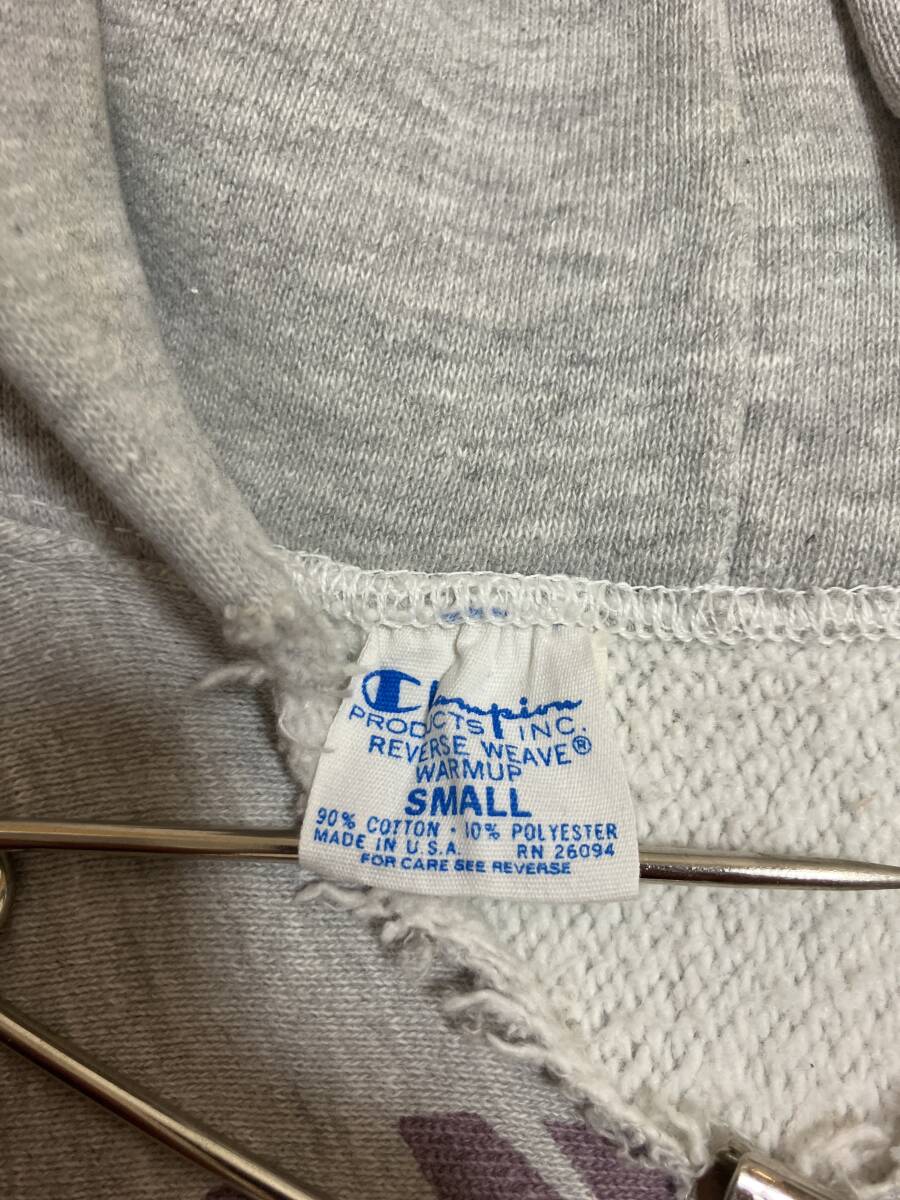 Champion
PRODUCTS INC.
REVERSE WEAVE®
WARMUP
SMALL
90% COTTON · 10% POLYESTER
MADE IN U.S.A. RN 26094
FOR CARE SEE REVERSE